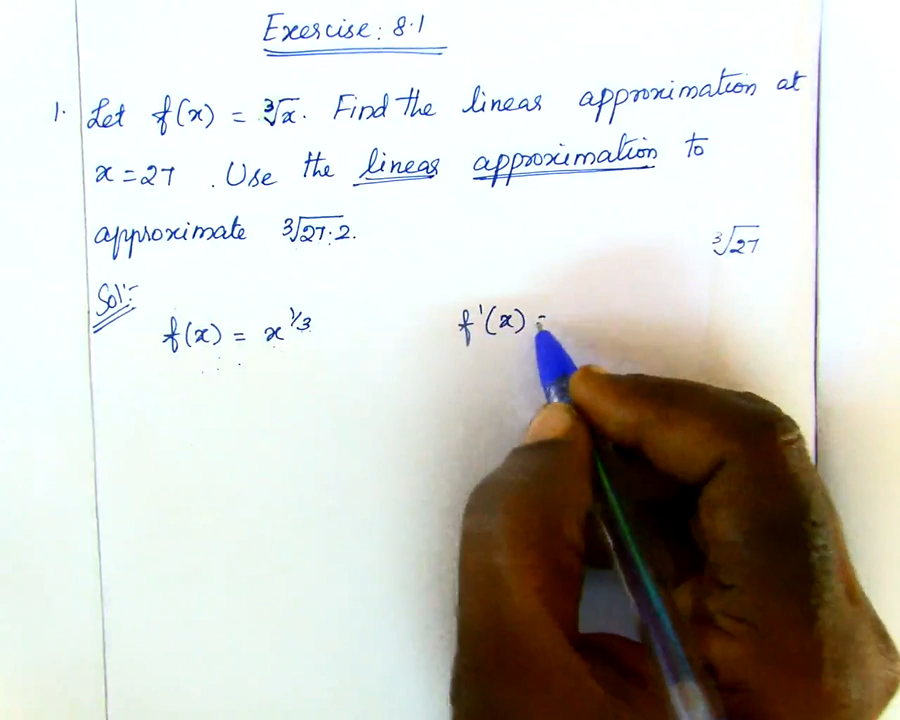 Exercise: 8.1
1. Let f(x) = ∛x. Find the linear approximation at
x = 27. Use the linear approximation to
approximate ∛27.2.
∛27
Sol:-
f(x) = x^1/3 f'(x) =